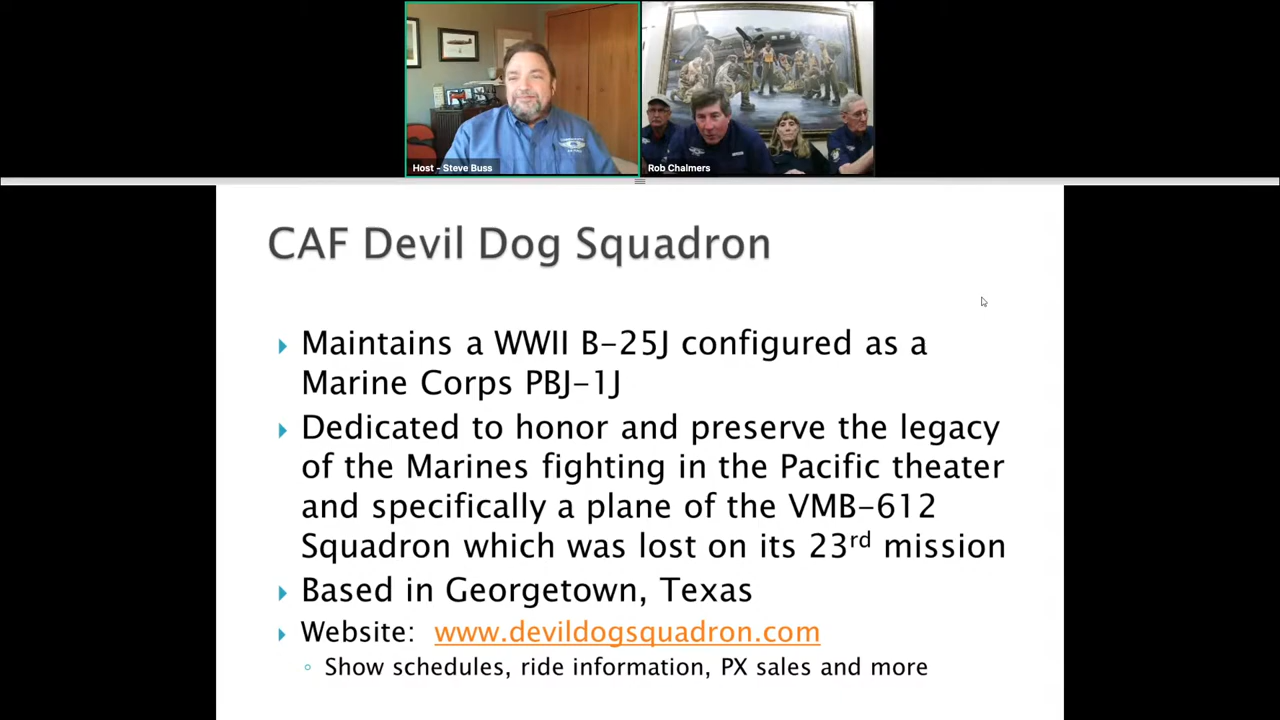 Host - Steve Buss
Rob Chalmers
CAF Devil Dog Squadron
Maintains a WWII B-25J configured as a
Marine Corps PBJ-1J
Dedicated to honor and preserve the legacy
of the Marines fighting in the Pacific theater
and specifically a plane of the VMB-612
Squadron which was lost on its 23rd mission
Based in Georgetown, Texas
Website: www.devildogsquadron.com
Show schedules, ride information, PX sales and more